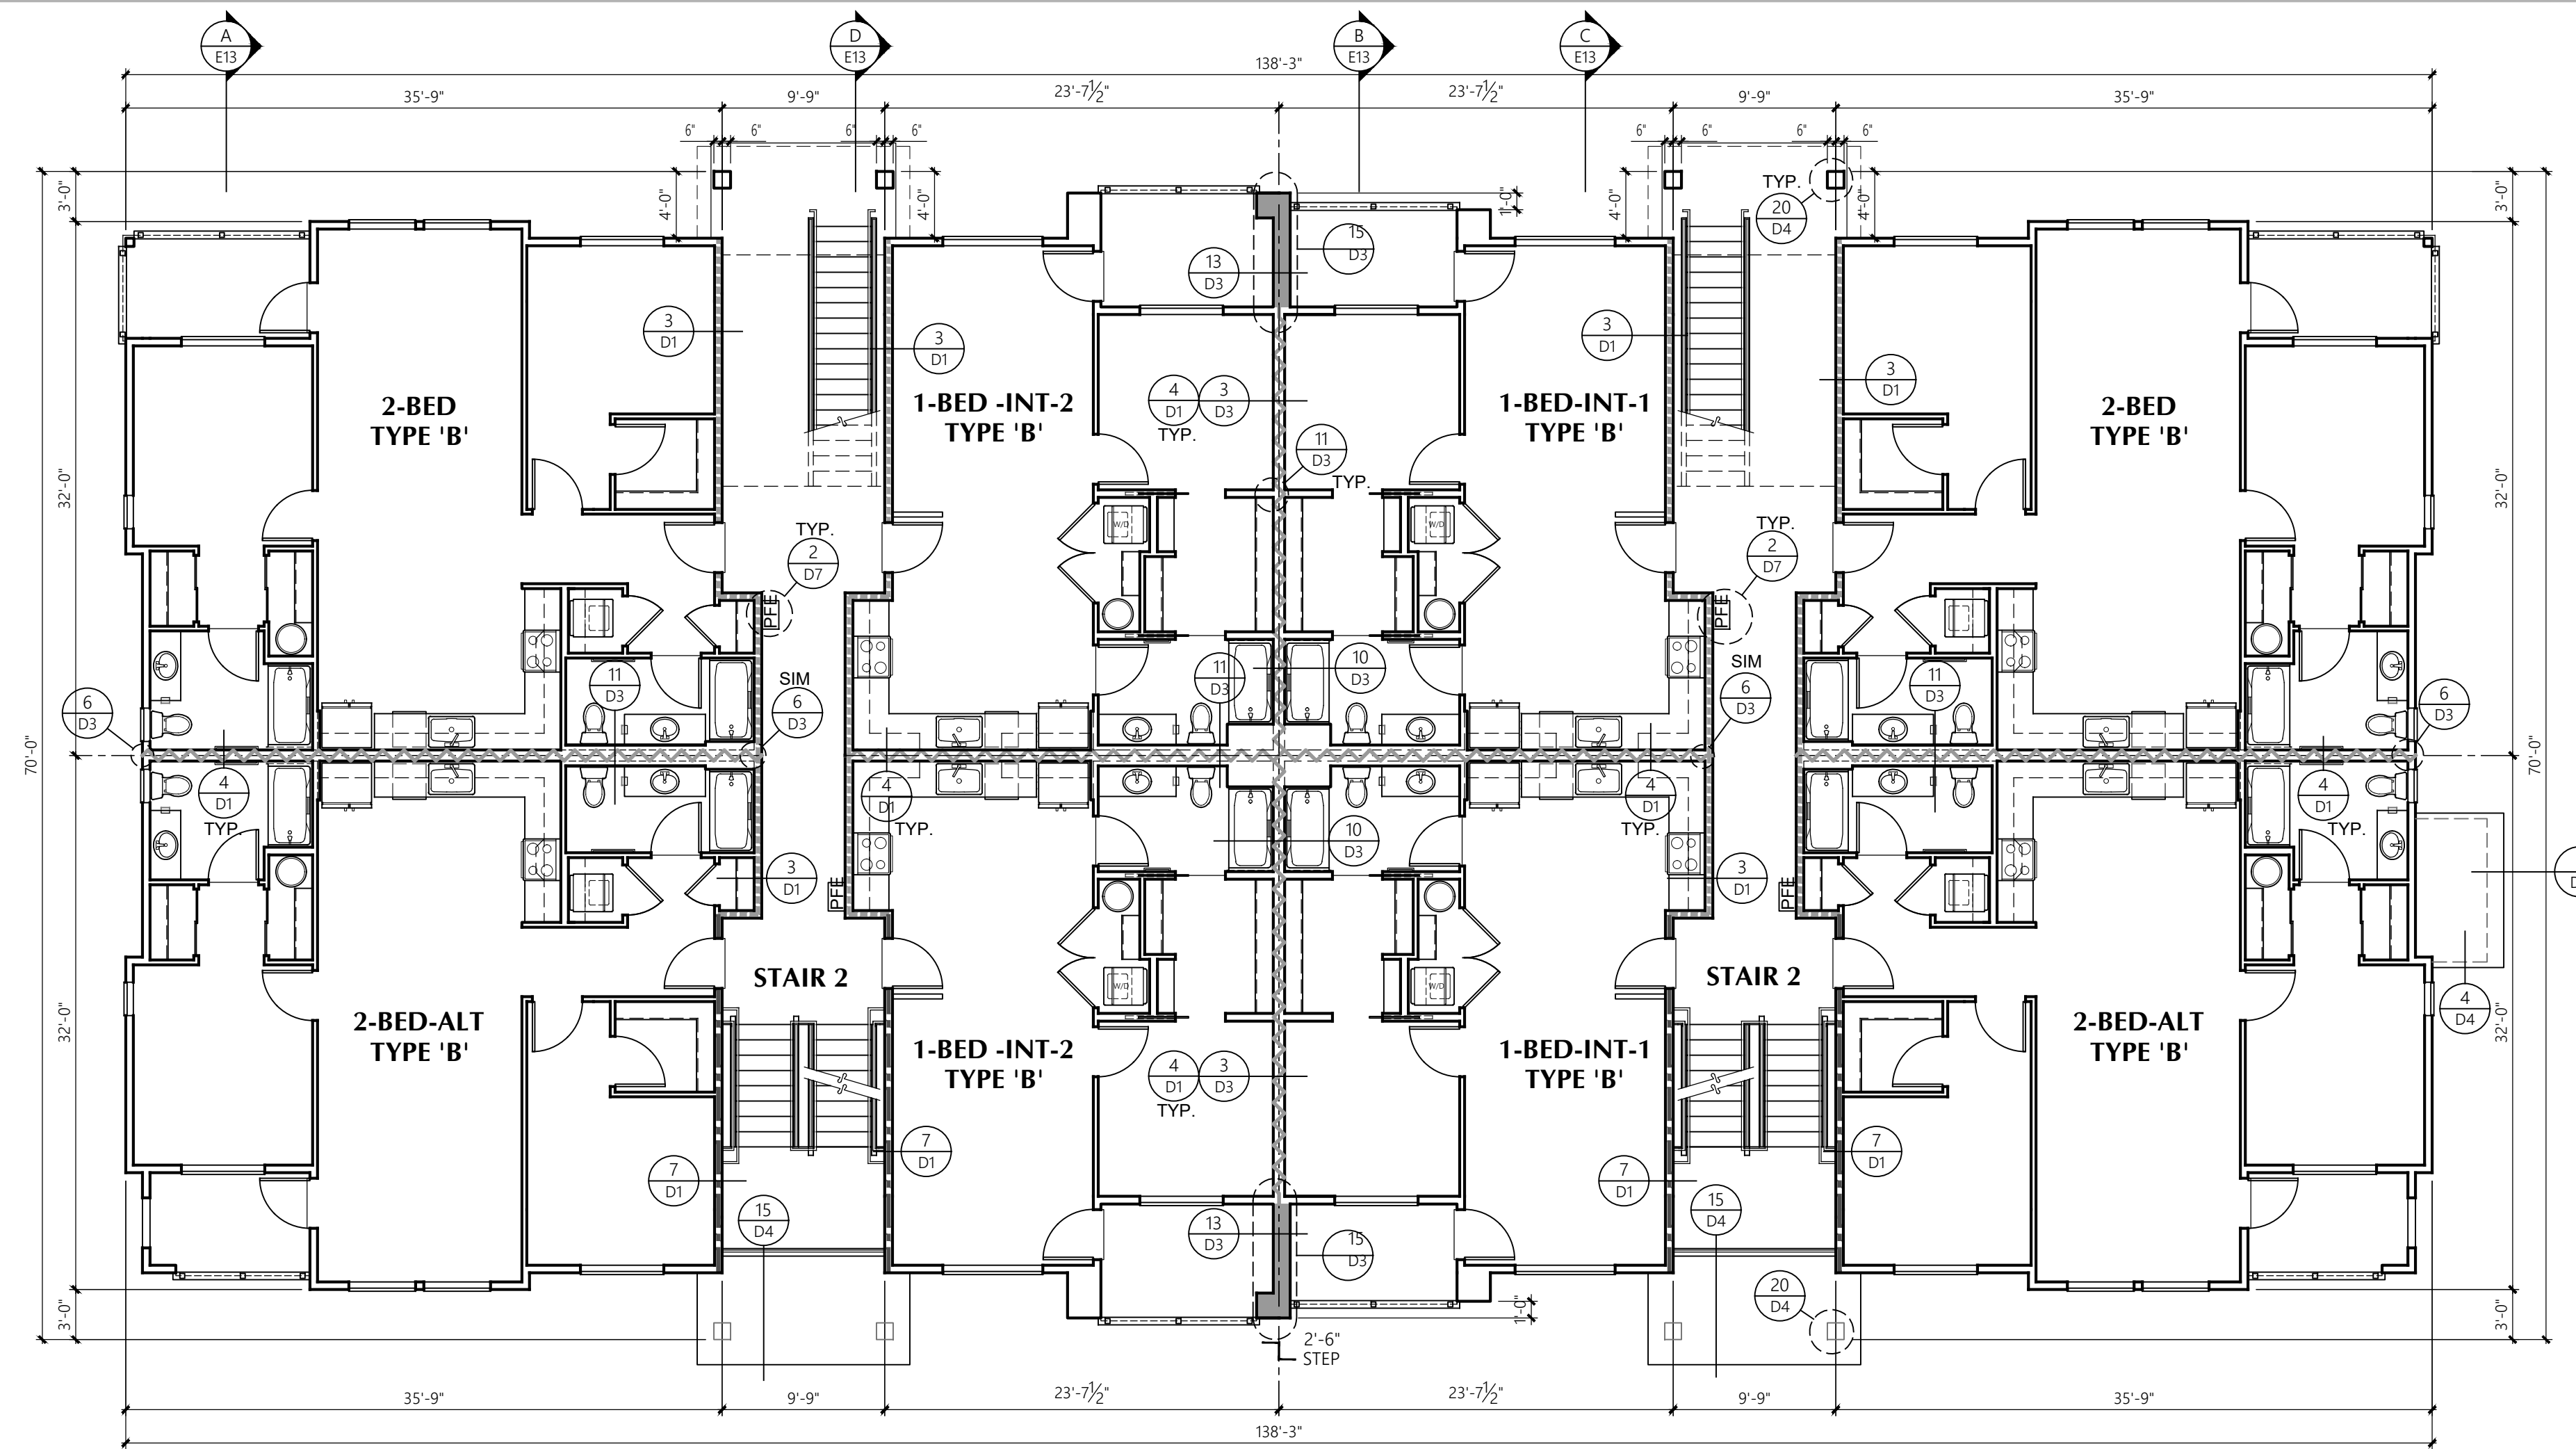 A
E13
D
E13
B
E13
C
E13
138'-3"
35'-9"
9'-9"
23'-7½"
23'-7½"
9'-9"
35'-9"
6"
6"
6"
6"
6"
6"
6"
6"
3'-0"
4'-0"
4'-0"
1'-0"
4'-0"
TYP.
20
D4
4'-0"
3'-0"
13
D3
15
D3
3
D1
3
D1
3
D1
3
D1
2-BED
TYPE 'B'
1-BED -INT-2
TYPE 'B'
4
D1
3
D3
TYP.
1-BED-INT-1
TYPE 'B'
2-BED
TYPE 'B'
11
D3
TYP.
32'-0"
32'-0"
W/D
W/D
TYP.
2
D7
TYP.
2
D7
PFE
PFE
SIM
6
D3
SIM
6
D3
11
D3
11
D3
10
D3
11
D3
6
D3
6
D3
70'-0"
70'-0"
4
D1
TYP.
4
D1
TYP.
4
D1
TYP.
4
D1
TYP.
10
D3
3
D1
3
D1
PFE
PFE
D
W/D
W/D
STAIR 2
STAIR 2
4
D4
32'-0"
32'-0"
2-BED-ALT
TYPE 'B'
1-BED -INT-2
TYPE 'B'
4
D1
3
D3
TYP.
1-BED-INT-1
TYPE 'B'
2-BED-ALT
TYPE 'B'
7
D1
7
D1
7
D1
7
D1
15
D4
15
D4
13
D3
15
D3
20
D4
3'-0"
1'-0"
3'-0"
2'-6"
STEP
35'-9"
9'-9"
23'-7½"
23'-7½"
9'-9"
35'-9"
138'-3"